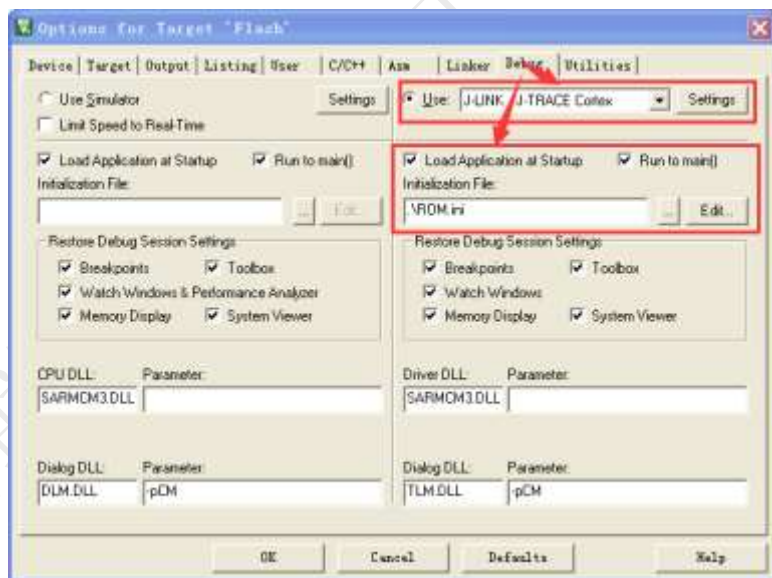 Options for Target 'Flash'
Device Target Output Listing User C/C++ Asm Linker Debug Utilities
Use Simulator Settings
Limit Speed to Real-Time
Use: J-LINK / J-TRACE Cortex Settings
Load Application at Startup Run to main()
Initialization File:
... Edit...
Load Application at Startup Run to main()
Initialization File:
.\ROM.ini ... Edit...
Restore Debug Session Settings
Breakpoints Toolbox
Watch Windows & Performance Analyzer
Memory Display System Viewer
Restore Debug Session Settings
Breakpoints Toolbox
Watch Windows
Memory Display System Viewer
CPU DLL: Parameter:
SARMCM3.DLL
Driver DLL: Parameter:
SARMCM3.DLL
Dialog DLL: Parameter:
DLM.DLL -pCM
Dialog DLL: Parameter:
TLM.DLL -pCM
OK Cancel Defaults Help